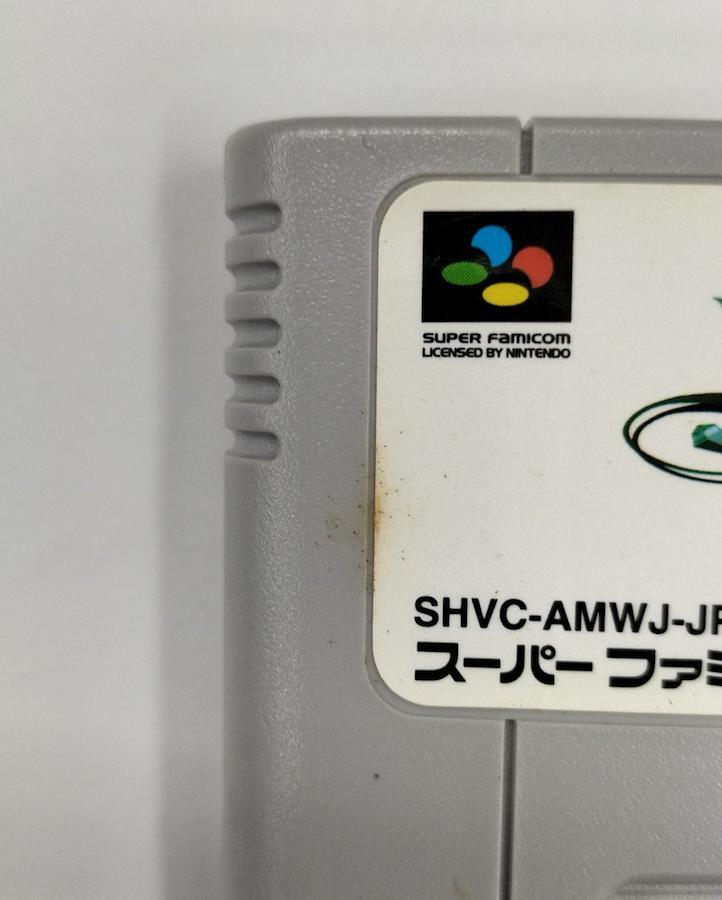 SUPER FAMICOM
LICENSED BY NINTENDO
SHVC-AMWJ-JP
スーパー ファミ